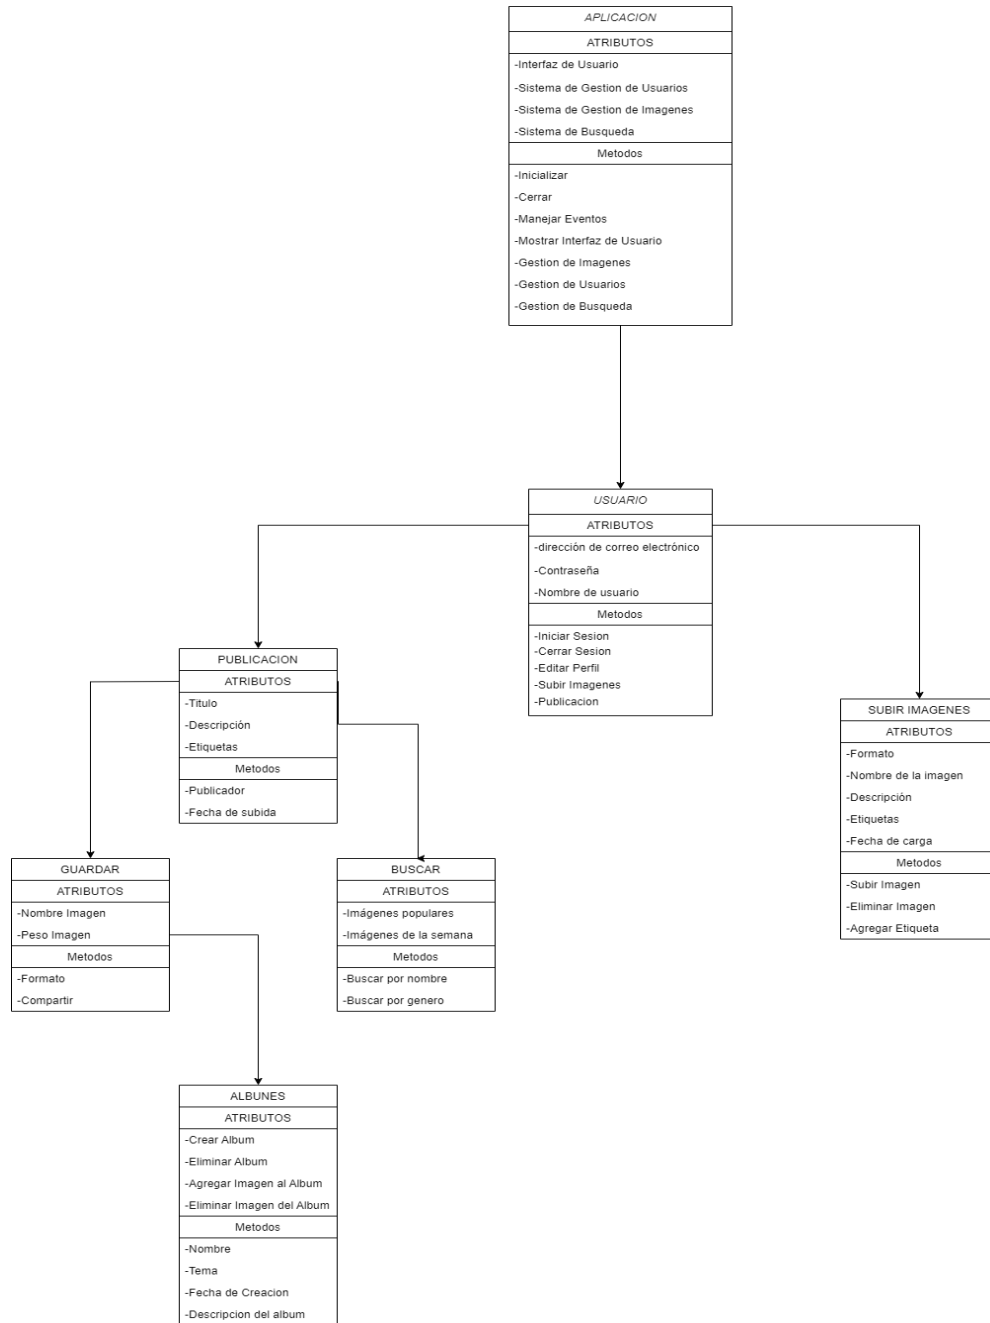 APLICACION
ATRIBUTOS
-Interfaz de Usuario
-Sistema de Gestion de Usuarios
-Sistema de Gestion de Imagenes
-Sistema de Busqueda
Metodos
-Inicializar
-Cerrar
-Manejar Eventos
-Mostrar Interfaz de Usuario
-Gestion de Imagenes
-Gestion de Usuarios
-Gestion de Busqueda
USUARIO
ATRIBUTOS
-dirección de correo electrónico
-Contraseña
-Nombre de usuario
Metodos
-Iniciar Sesion
-Cerrar Sesion
-Editar Perfil
-Subir Imagenes
-Publicacion
PUBLICACION
ATRIBUTOS
-Titulo
-Descripción
-Etiquetas
Metodos
-Publicador
-Fecha de subida
SUBIR IMAGENES
ATRIBUTOS
-Formato
-Nombre de la imagen
-Descripción
-Etiquetas
-Fecha de carga
Metodos
-Subir Imagen
-Eliminar Imagen
-Agregar Etiqueta
GUARDAR
ATRIBUTOS
-Nombre Imagen
-Peso Imagen
Metodos
-Formato
-Compartir
BUSCAR
ATRIBUTOS
-Imágenes populares
-Imágenes de la semana
Metodos
-Buscar por nombre
-Buscar por genero
ALBUNES
ATRIBUTOS
-Crear Album
-Eliminar Album
-Agregar Imagen al Album
-Eliminar Imagen del Album
Metodos
-Nombre
-Tema
-Fecha de Creacion
-Descripcion del album